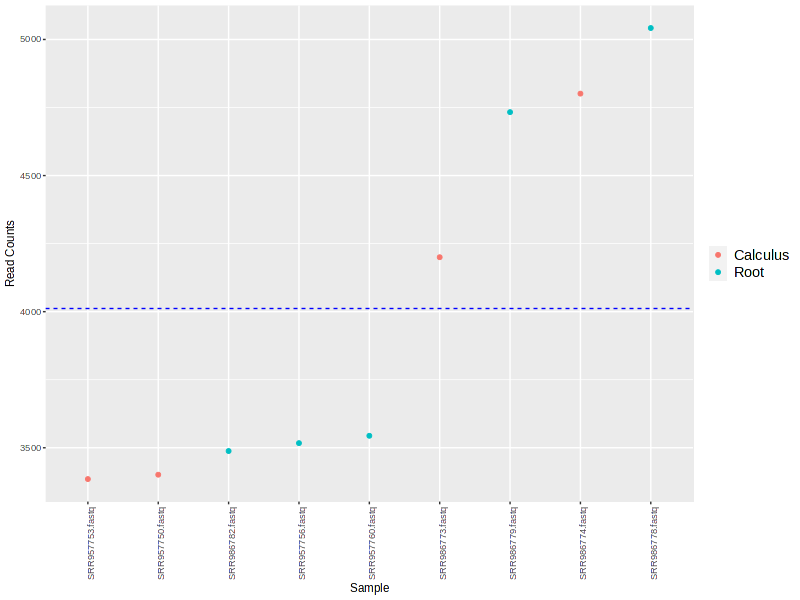 5000
4500
4000
3500
Read Counts
SRR957753.fastq
SRR957750.fastq
SRR986782.fastq
SRR957756.fastq
SRR957760.fastq
SRR986773.fastq
SRR986779.fastq
SRR986774.fastq
SRR986778.fastq
Sample
Calculus
Root